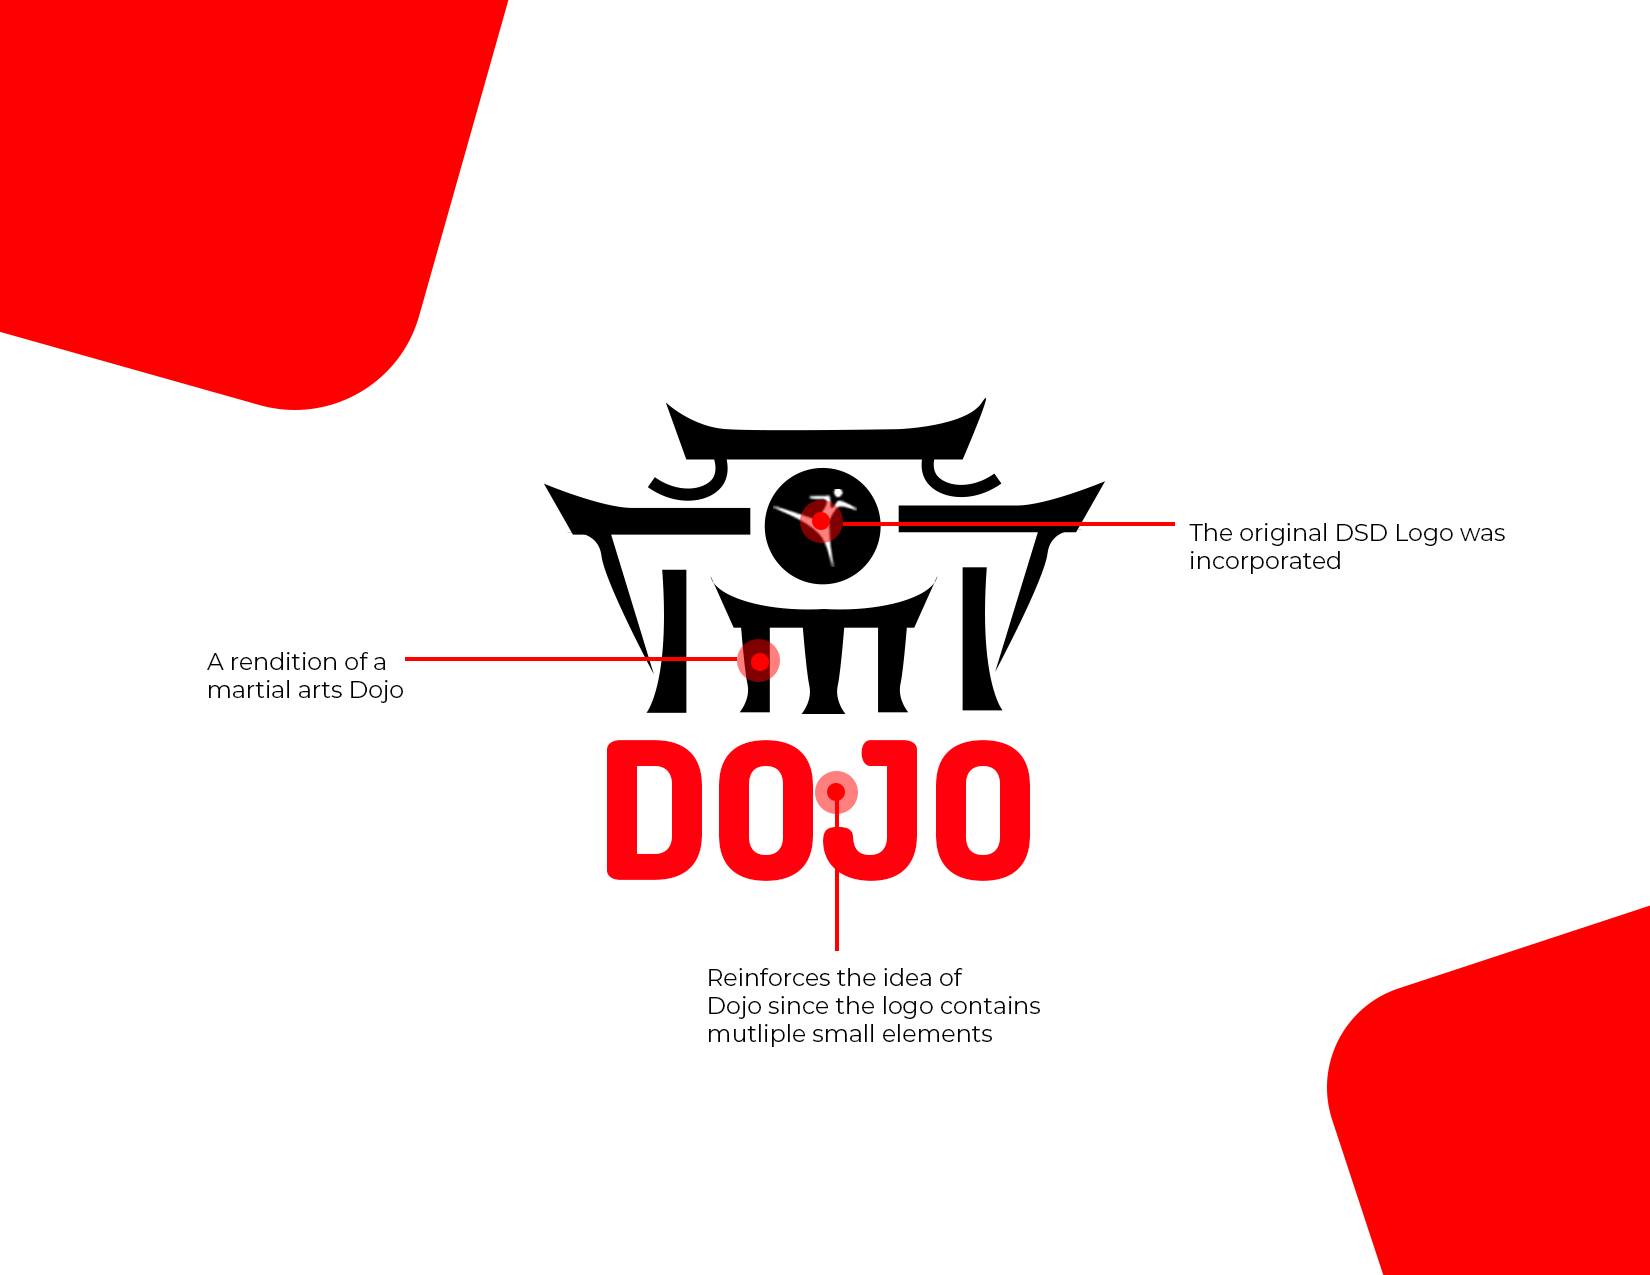 The original DSD Logo was
incorporated
A rendition of a
martial arts Dojo
DOJO
Reinforces the idea of
Dojo since the logo contains
mutliple small elements